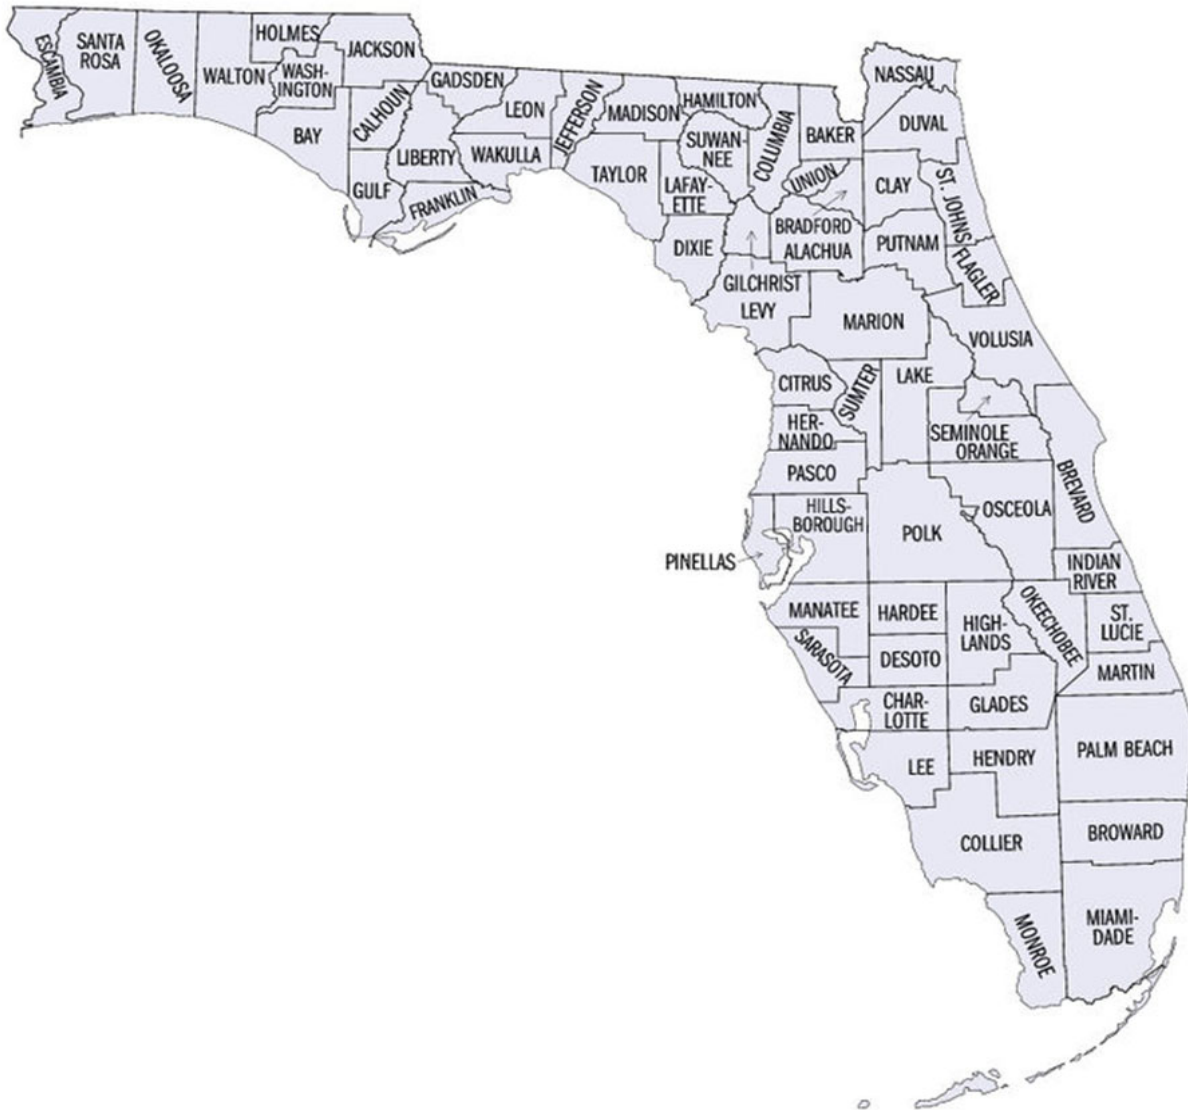 ESCAMBIA
SANTA
ROSA
OKALOOSA
WALTON
HOLMES
WASH-
INGTON
JACKSON
BAY
CALHOUN
GULF
GADSDEN
LIBERTY
FRANKLIN
LEON
WAKULLA
JEFFERSON
MADISON
TAYLOR
HAMILTON
SUWAN-
NEE
LAFAY-
ETTE
DIXIE
COLUMBIA
BAKER
NASSAU
DUVAL
UNION
CLAY
ST. JOHNS
BRADFORD
ALACHUA
PUTNAM
FLAGLER
GILCHRIST
LEVY
MARION
VOLUSIA
CITRUS
SUMTER
LAKE
HER-
NANDO
SEMINOLE
ORANGE
PASCO
BREVARD
HILLS-
BOROUGH
POLK
OSCEOLA
PINELLAS
INDIAN
RIVER
MANATEE
HARDEE
HIGH-
LANDS
OKEECHOBEE
ST.
LUCIE
SARASOTA
DESOTO
MARTIN
CHAR-
LOTTE
GLADES
LEE
HENDRY
PALM BEACH
COLLIER
BROWARD
MONROE
MIAMI-
DADE